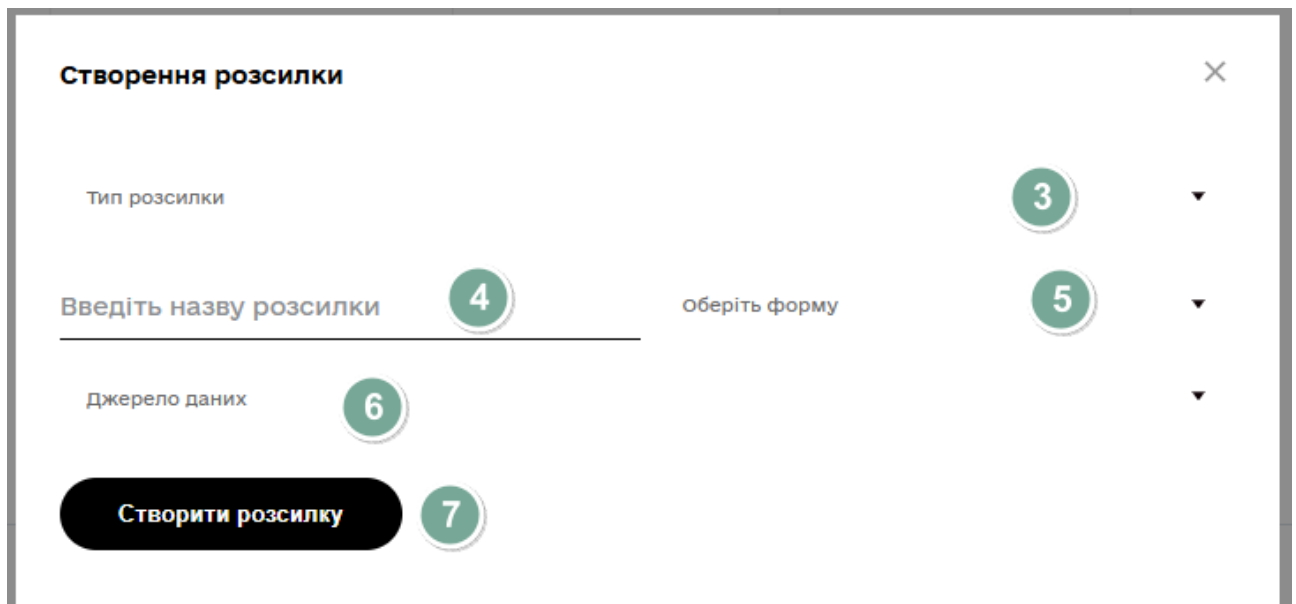 Створення розсилки
Тип розсилки
3
Введіть назву розсилки
4
Оберіть форму
5
Джерело даних
6
Створити розсилку
7